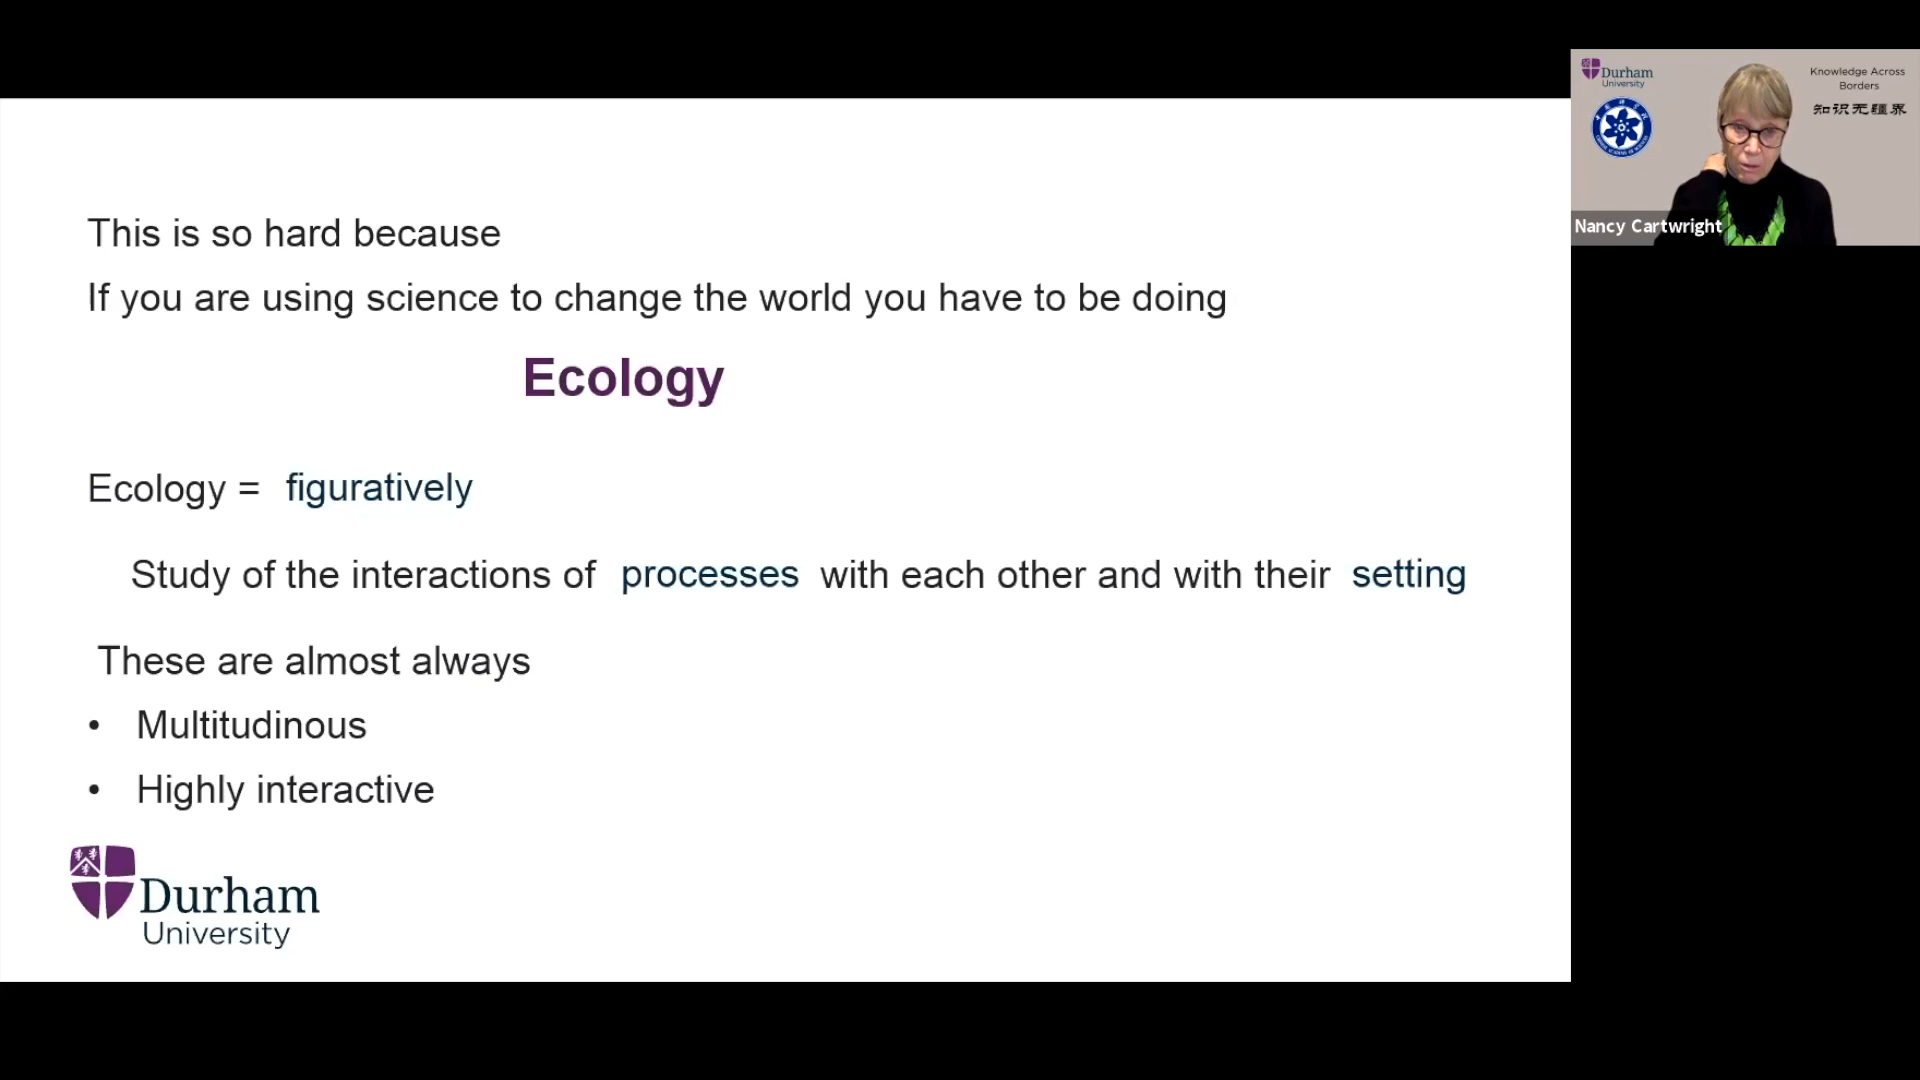 This is so hard because
If you are using science to change the world you have to be doing
Ecology
Ecology = figuratively
Study of the interactions of processes with each other and with their setting
These are almost always
• Multitudinous
• Highly interactive
Durham
University
Durham
University
Knowledge Across
Borders
知识无疆界
Nancy Cartwright